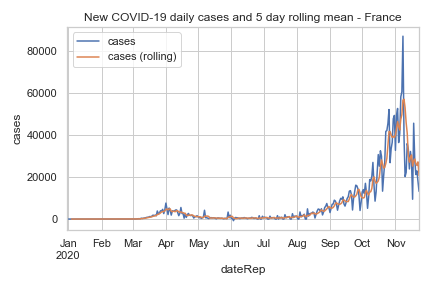 New COVID-19 daily cases and 5 day rolling mean - France
cases
cases (rolling)
cases
80000
60000
40000
20000
0
Jan Feb Mar Apr May Jun Jul Aug Sep Oct Nov
2020
dateRep